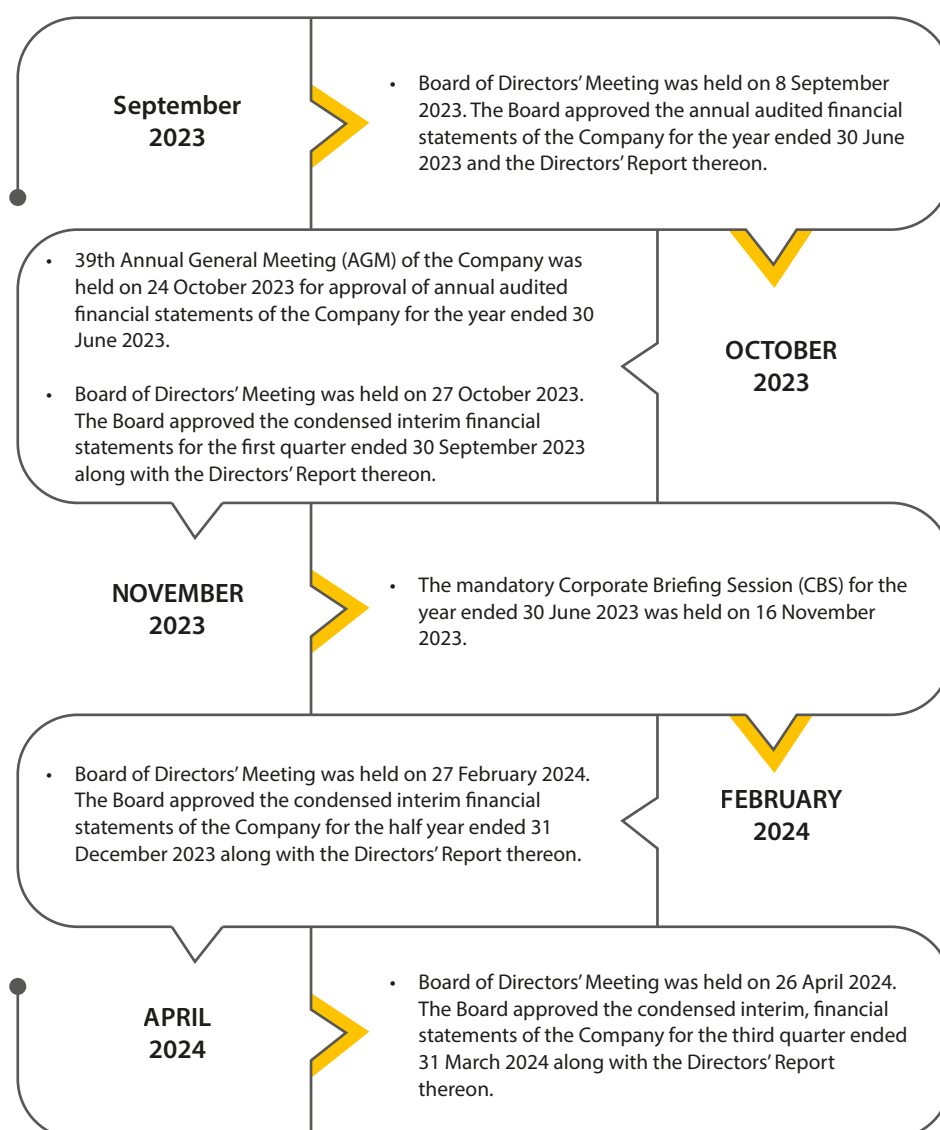 September
2023
• Board of Directors’ Meeting was held on 8 September
2023. The Board approved the annual audited financial
statements of the Company for the year ended 30 June
2023 and the Directors’ Report thereon.
OCTOBER
2023
• 39th Annual General Meeting (AGM) of the Company was
held on 24 October 2023 for approval of annual audited
financial statements of the Company for the year ended 30
June 2023.
• Board of Directors’ Meeting was held on 27 October 2023.
The Board approved the condensed interim financial
statements for the first quarter ended 30 September 2023
along with the Directors’ Report thereon.
NOVEMBER
2023
• The mandatory Corporate Briefing Session (CBS) for the
year ended 30 June 2023 was held on 16 November
2023.
FEBRUARY
2024
• Board of Directors’ Meeting was held on 27 February 2024.
The Board approved the condensed interim financial
statements of the Company for the half year ended 31
December 2023 along with the Directors’ Report thereon.
APRIL
2024
• Board of Directors’ Meeting was held on 26 April 2024.
The Board approved the condensed interim, financial
statements of the Company for the third quarter ended
31 March 2024 along with the Directors’ Report
thereon.